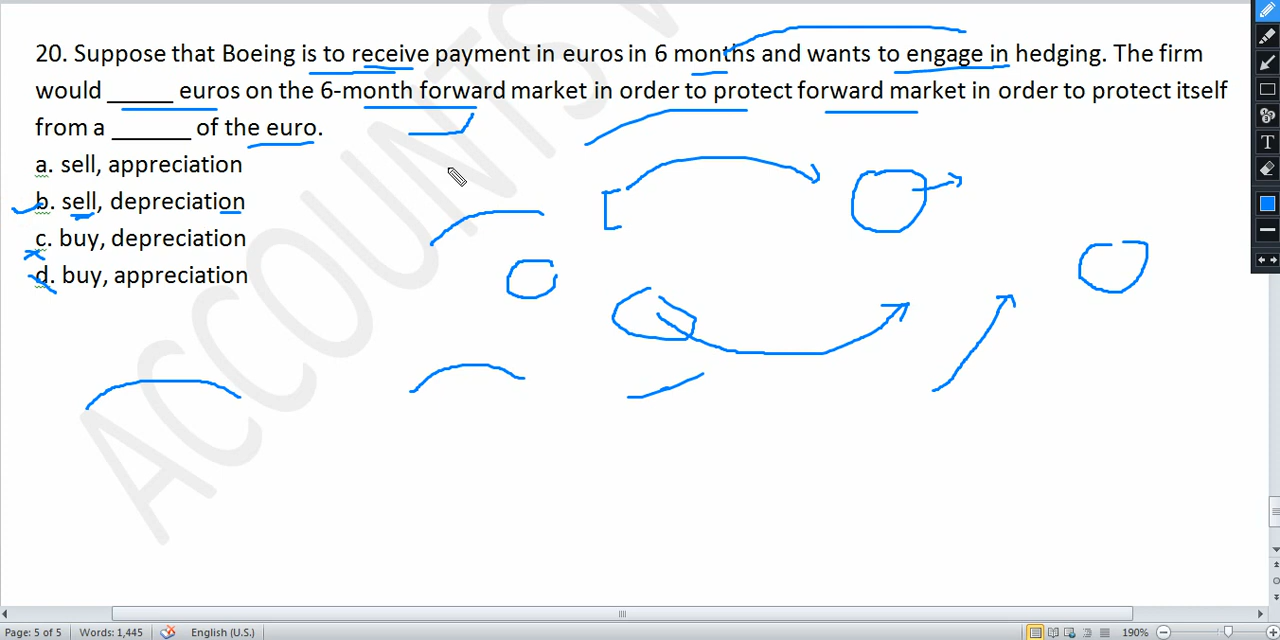 20. Suppose that Boeing is to receive payment in euros in 6 months and wants to engage in hedging. The firm
would _____ euros on the 6-month forward market in order to protect forward market in order to protect itself
from a ______ of the euro.
a. sell, appreciation
b. sell, depreciation
c. buy, depreciation
d. buy, appreciation
ACCOUNTS
T
Page: 5 of 5 Words: 1,445 English (U.S.) 190%